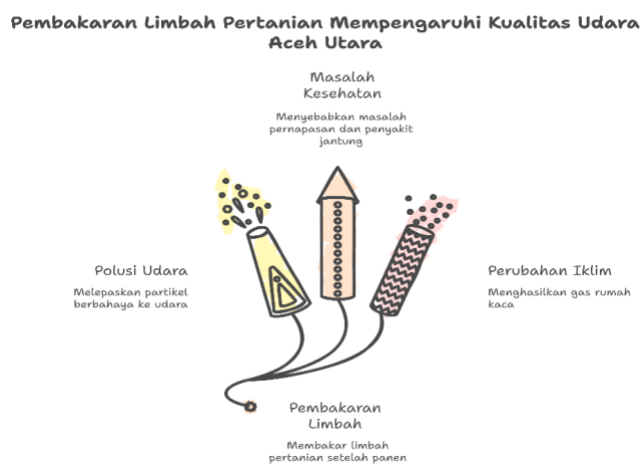 Pembakaran Limbah Pertanian Mempengaruhi Kualitas Udara
Aceh Utara
Masalah
Kesehatan
Menyebabkan masalah
pernapasan dan penyakit
jantung
Polusi Udara
Melepaskan partikel
berbahaya ke udara
Perubahan Iklim
Menghasilkan gas rumah
kaca
Pembakaran
Limbah
Membakar limbah
pertanian setelah panen